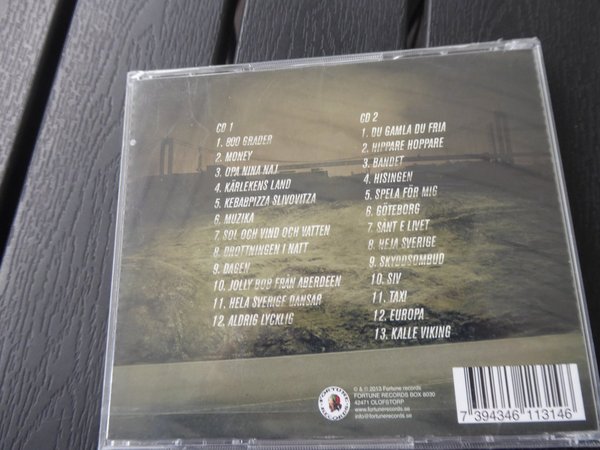 CD 1
1. 800 GRADER
2. MONEY
3. OPA NINA NAJ
4. KÄRLEKENS LAND
5. KEBABPIZZA SLIVOVITZA
6. MUZIKA
7. SOL OCH VIND OCH VATTEN
8. DROTTNINGEN I NATT
9. DAGEN
10. JOLLY BOB FRÅN ABERDEEN
11. HELA SVERIGE DANSAR
12. ALDRIG LYCKLIG
CD 2
1. DU GAMLA DU FRIA
2. HIPPARE HOPPARE
3. BANDET
4. HISINGEN
5. SPELA FÖR MIG
6. GÖTEBORG
7. SÅNT E LIVET
8. HEJA SVERIGE
9. SKYDDSOMBUD
10. SIV
11. TAXI
12. EUROPA
13. KALLE VIKING
FORTUNE
RECORDS
℗ & © 2013 Fortune records
FORTUNE RECORDS BOX 8030
42471 OLOFSTORP
www.fortunerecords.se
info@fortunerecords.se
7 394346 113146